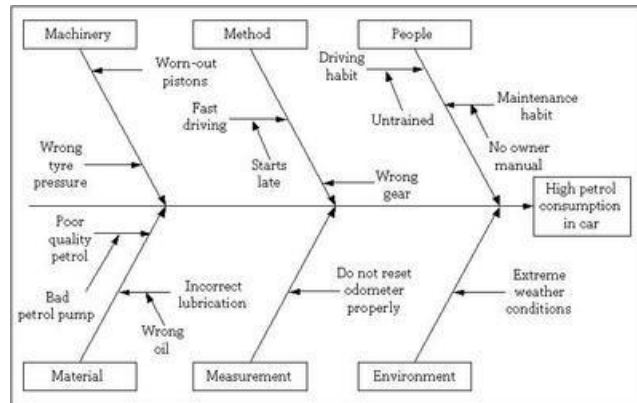 Machinery
Method
People
Worn-out
pistons
Driving
habit
Untrained
Fast
driving
Maintenance
habit
Starts
late
No owner
manual
Wrong
tyre
pressure
Wrong
gear
High petrol
consumption
in car
Poor
quality
petrol
Bad
petrol pump
Incorrect
lubrication
Wrong
oil
Do not reset
odometer
properly
Extreme
weather
conditions
Material
Measurement
Environment